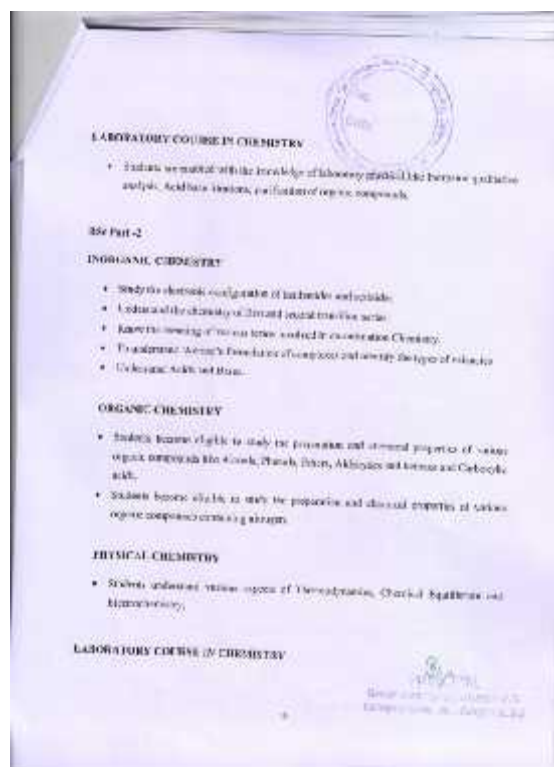 LABORATORY COURSE IN CHEMISTRY
• Students are enriched with the knowledge of laboratory practical like Inorganic qualitative
analysis, Acid base titrations, purification of organic compounds.
BSc Part -2
INORGANIC CHEMISTRY
• Study the electronic configuration of lanthanides and actinides.
• Understand the chemistry of first and second transition series
• Know the meaning of various terms involved in co-ordination Chemistry.
• To understand Werner's formulation of complexes and identify the types of valencies
• Understand Acids and Bases.
ORGANIC CHEMISTRY
• Students become eligible to study the preparation and chemical properties of various
organic compounds like Alcohols, Phenols, Ethers, Aldehydes and ketones and Carboxylic
acids.
• Students become eligible to study the preparation and chemical properties of various
organic compounds containing nitrogen.
PHYSICAL CHEMISTRY
• Students understand various aspects of Thermodynamics, Chemical Equilibrium and
Electrochemistry.
LABORATORY COURSE IN CHEMISTRY